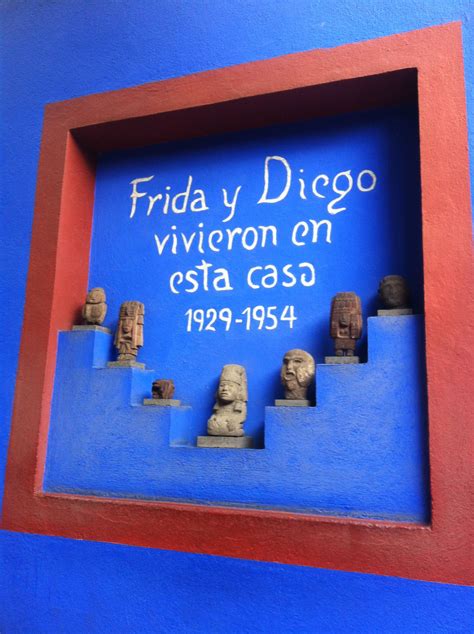 Frida y Diego
vivieron en
esta casa
1929-1954